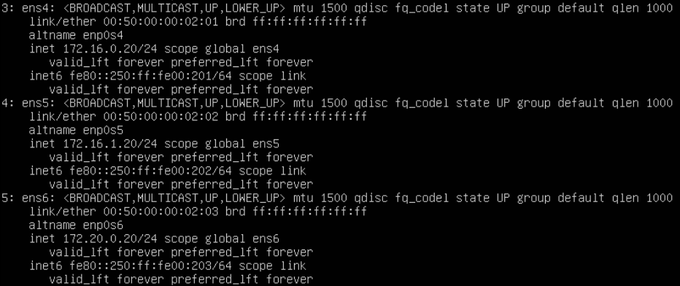 3: ens4: <BROADCAST,MULTICAST,UP,LOWER_UP> mtu 1500 qdisc fq_codel state UP group default qlen 1000
link/ether 00:50:00:00:02:01 brd ff:ff:ff:ff:ff:ff
altname enp0s4
inet 172.16.0.20/24 scope global ens4
valid_lft forever preferred_lft forever
inet6 fe80::250:ff:fe00:201/64 scope link
valid_lft forever preferred_lft forever
4: ens5: <BROADCAST,MULTICAST,UP,LOWER_UP> mtu 1500 qdisc fq_codel state UP group default qlen 1000
link/ether 00:50:00:00:02:02 brd ff:ff:ff:ff:ff:ff
altname enp0s5
inet 172.16.1.20/24 scope global ens5
valid_lft forever preferred_lft forever
inet6 fe80::250:ff:fe00:202/64 scope link
valid_lft forever preferred_lft forever
5: ens6: <BROADCAST,MULTICAST,UP,LOWER_UP> mtu 1500 qdisc fq_codel state UP group default qlen 1000
link/ether 00:50:00:00:02:03 brd ff:ff:ff:ff:ff:ff
altname enp0s6
inet 172.20.0.20/24 scope global ens6
valid_lft forever preferred_lft forever
inet6 fe80::250:ff:fe00:203/64 scope link
valid_lft forever preferred_lft forever